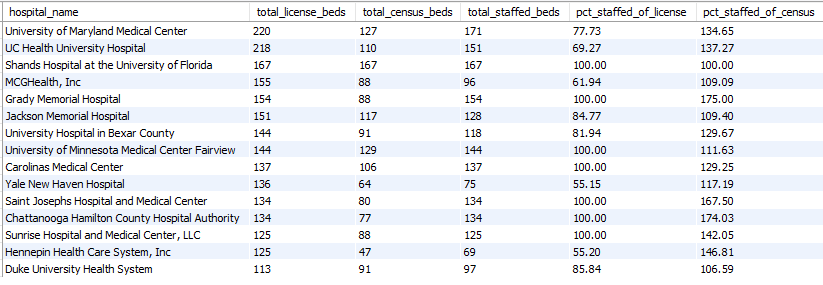 hospital_name total_license_beds total_census_beds total_staffed_beds pct_staffed_of_license pct_staffed_of_census
University of Maryland Medical Center 220 127 171 77.73 134.65
UC Health University Hospital 218 110 151 69.27 137.27
Shands Hospital at the University of Florida 167 167 167 100.00 100.00
MCGHealth, Inc 155 88 96 61.94 109.09
Grady Memorial Hospital 154 88 154 100.00 175.00
Jackson Memorial Hospital 151 117 128 84.77 109.40
University Hospital in Bexar County 144 91 118 81.94 129.67
University of Minnesota Medical Center Fairview 144 129 144 100.00 111.63
Carolinas Medical Center 137 106 137 100.00 129.25
Yale New Haven Hospital 136 64 75 55.15 117.19
Saint Josephs Hospital and Medical Center 134 80 134 100.00 167.50
Chattanooga Hamilton County Hospital Authority 134 77 134 100.00 174.03
Sunrise Hospital and Medical Center, LLC 125 88 125 100.00 142.05
Hennepin Health Care System, Inc 125 47 69 55.20 146.81
Duke University Health System 113 91 97 85.84 106.59